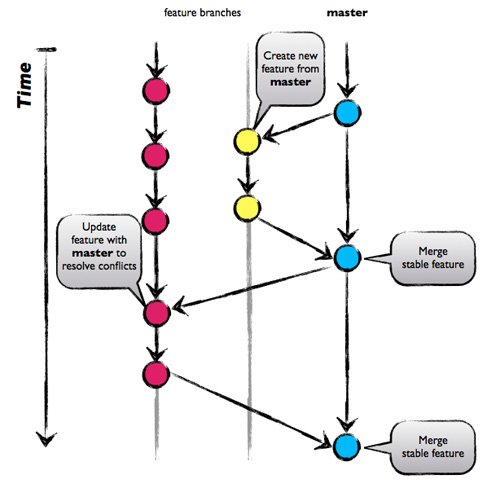 feature branches
master
Time
Create new
feature from
master
Update
feature with
master to
resolve conflicts
Merge
stable feature
Merge
stable feature